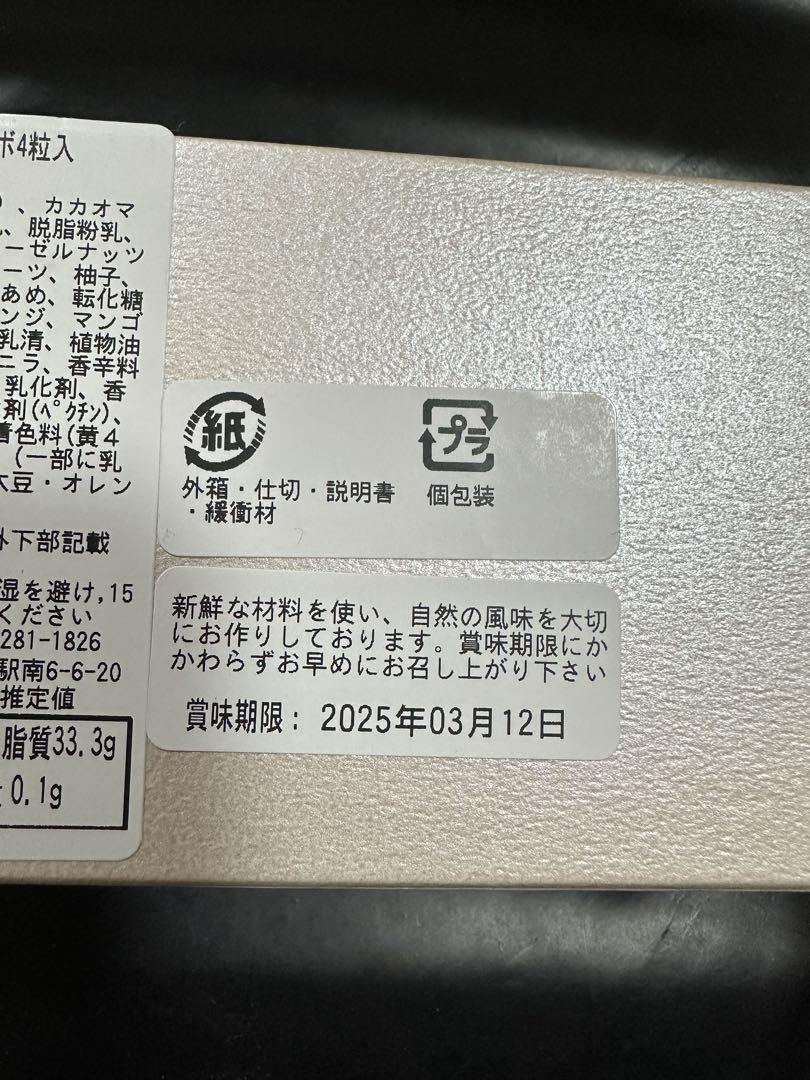 ボ4粒入
)、カカオマ
、脱脂粉乳、
ーゼルナッツ
ーツ、柚子、
あめ、転化糖
ンジ、マンゴ
乳清、植物油
ニラ、香辛料
乳化剤、香
剤(ペクチン)、
着色料(黄4
(一部に乳
大豆・オレン
外下部記載
湿を避け,15
ください
281-1826
駅南6-6-20
推定値
脂質33.3g
0.1g
紙
外箱・仕切・説明書
・緩衝材
プラ
個包装
新鮮な材料を使い、自然の風味を大切
にお作りしております。賞味期限にか
かわらずお早めにお召し上がり下さい
賞味期限: 2025年03月12日